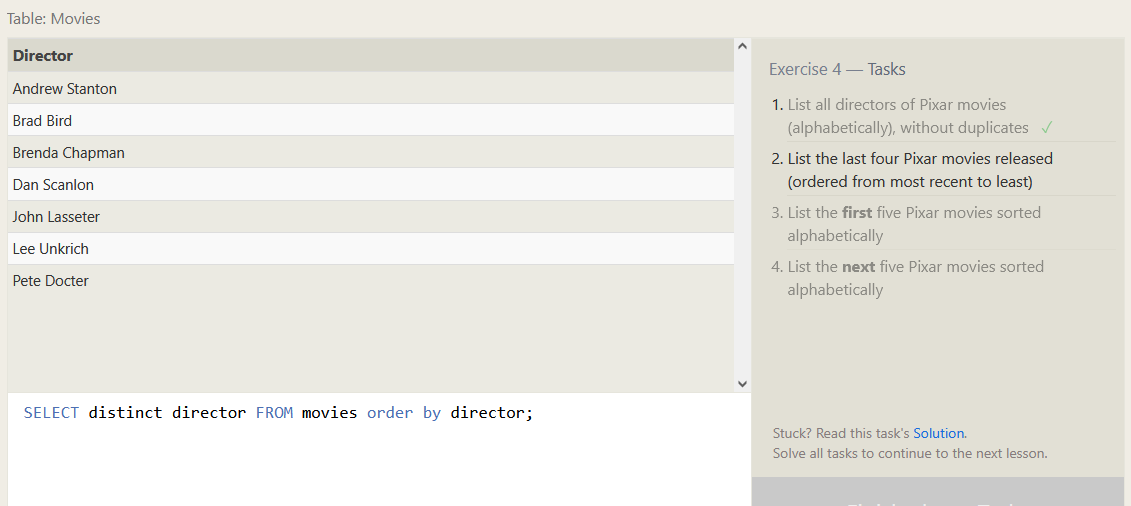 Table: Movies
Director
Andrew Stanton
Brad Bird
Brenda Chapman
Dan Scanlon
John Lasseter
Lee Unkrich
Pete Docter
SELECT distinct director FROM movies order by director;
Exercise 4 — Tasks
1. List all directors of Pixar movies
(alphabetically), without duplicates ✓
2. List the last four Pixar movies released
(ordered from most recent to least)
3. List the first five Pixar movies sorted
alphabetically
4. List the next five Pixar movies sorted
alphabetically
Stuck? Read this task's Solution.
Solve all tasks to continue to the next lesson.